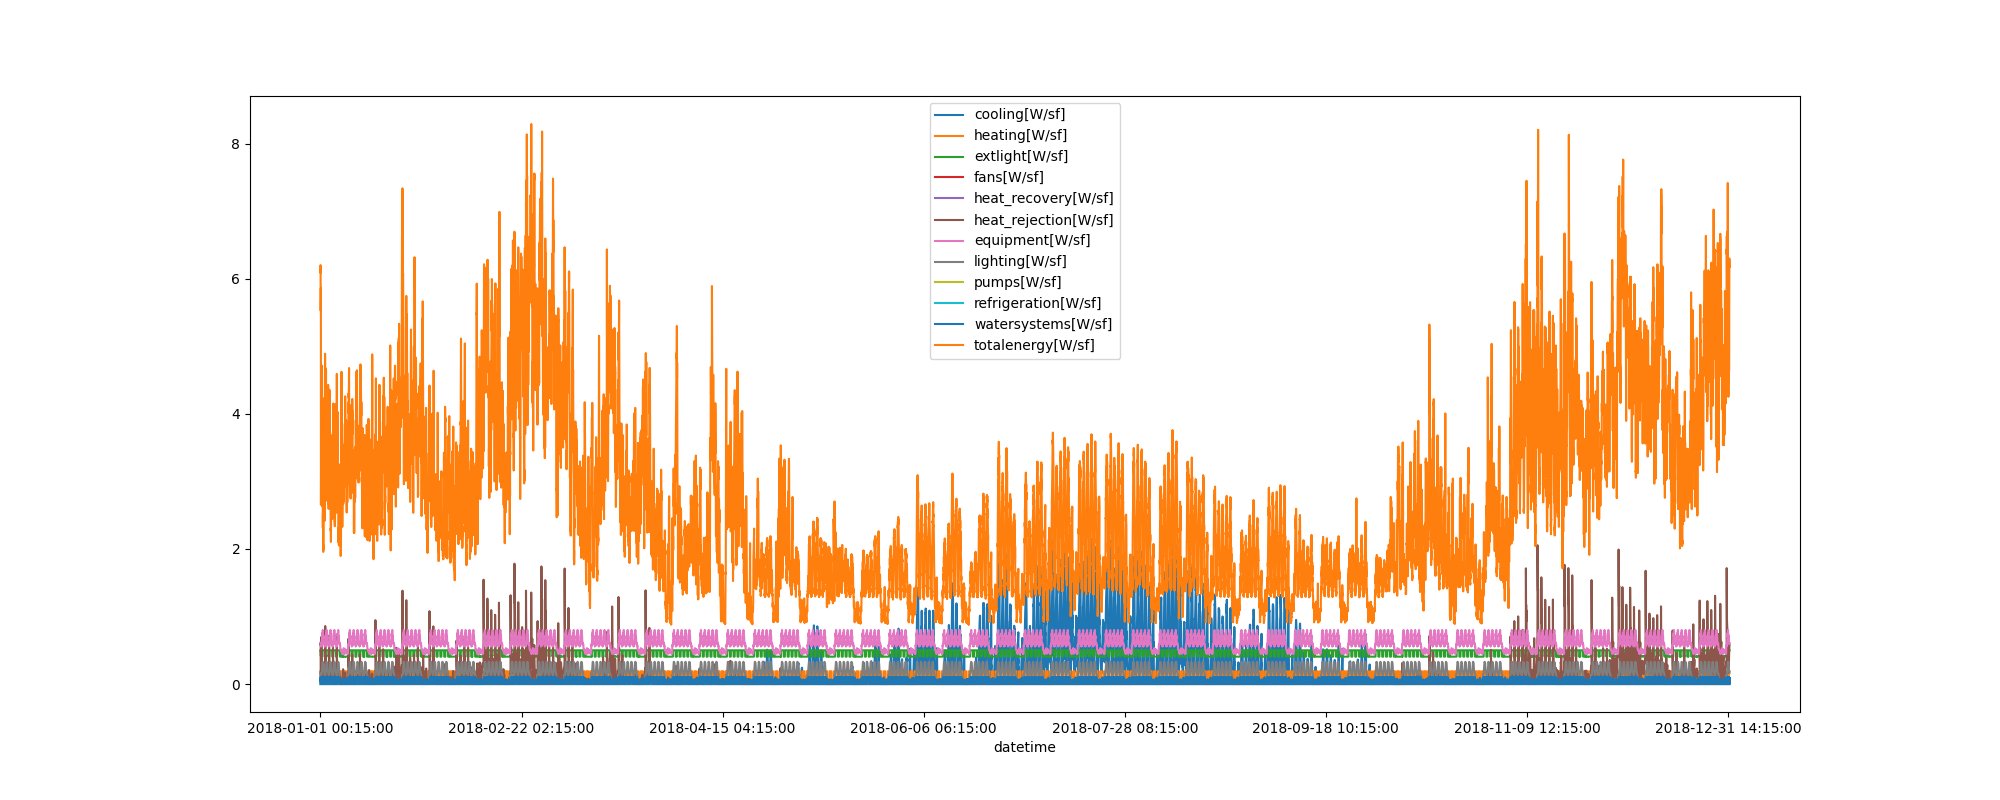 cooling[W/sf]
heating[W/sf]
extlight[W/sf]
fans[W/sf]
heat_recovery[W/sf]
heat_rejection[W/sf]
equipment[W/sf]
lighting[W/sf]
pumps[W/sf]
refrigeration[W/sf]
watersystems[W/sf]
totalenergy[W/sf]
8
6
4
2
0
2018-01-01 00:15:00 2018-02-22 02:15:00 2018-04-15 04:15:00 2018-06-06 06:15:00 2018-07-28 08:15:00 2018-09-18 10:15:00 2018-11-09 12:15:00 2018-12-31 14:15:00
datetime